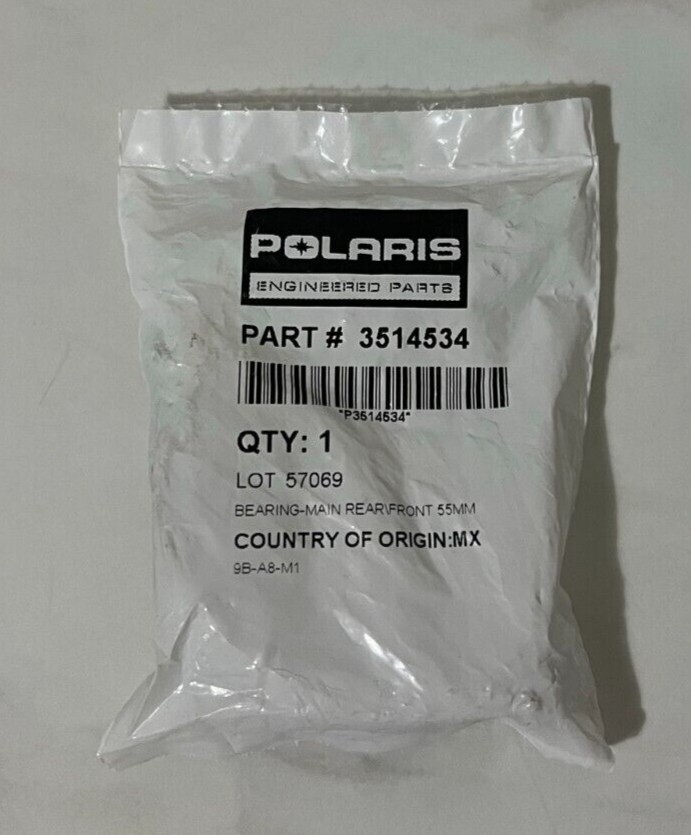 POLARIS
ENGINEERED PARTS
PART # 3514534
*P3514534*
QTY: 1
LOT 57069
BEARING-MAIN REAR\FRONT 55MM
COUNTRY OF ORIGIN:MX
9B-A8-M1